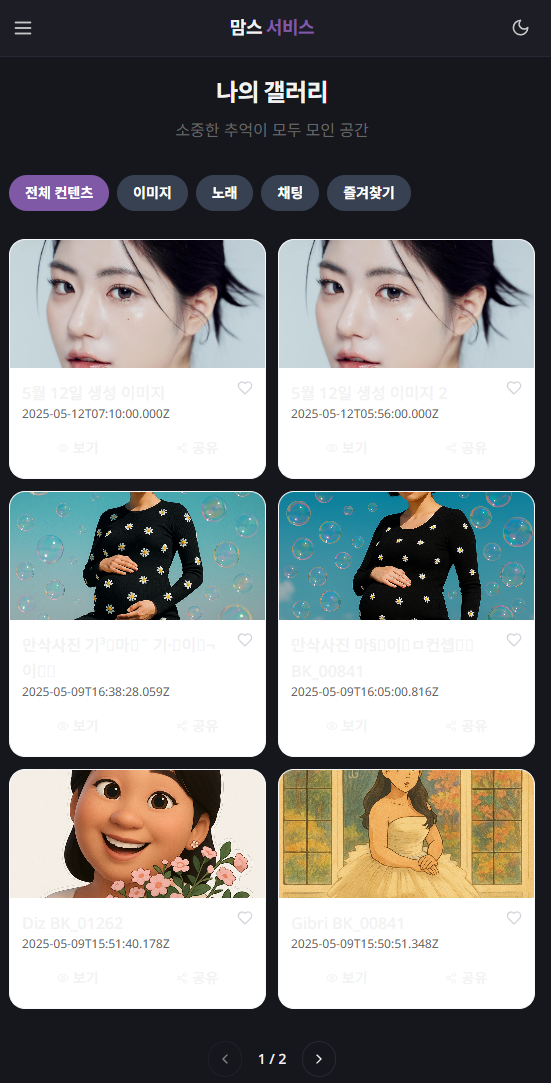 맘스 서비스
나의 갤러리
소중한 추억이 모두 모인 공간
전체 컨텐츠 이미지 노래 채팅 즐겨찾기
5월 12일 생성 이미지
2025-05-12T07:10:00.000Z
보기 공유
5월 12일 생성 이미지 2
2025-05-12T05:56:00.000Z
보기 공유
만삭사진
2025-05-09T16:38:28.059Z
보기 공유
만삭사진
BK_00841
2025-05-09T16:05:00.816Z
보기 공유
Diz BK_01262
2025-05-09T15:51:40.178Z
보기 공유
Gibri BK_00841
2025-05-09T15:50:51.348Z
보기 공유
1 / 2